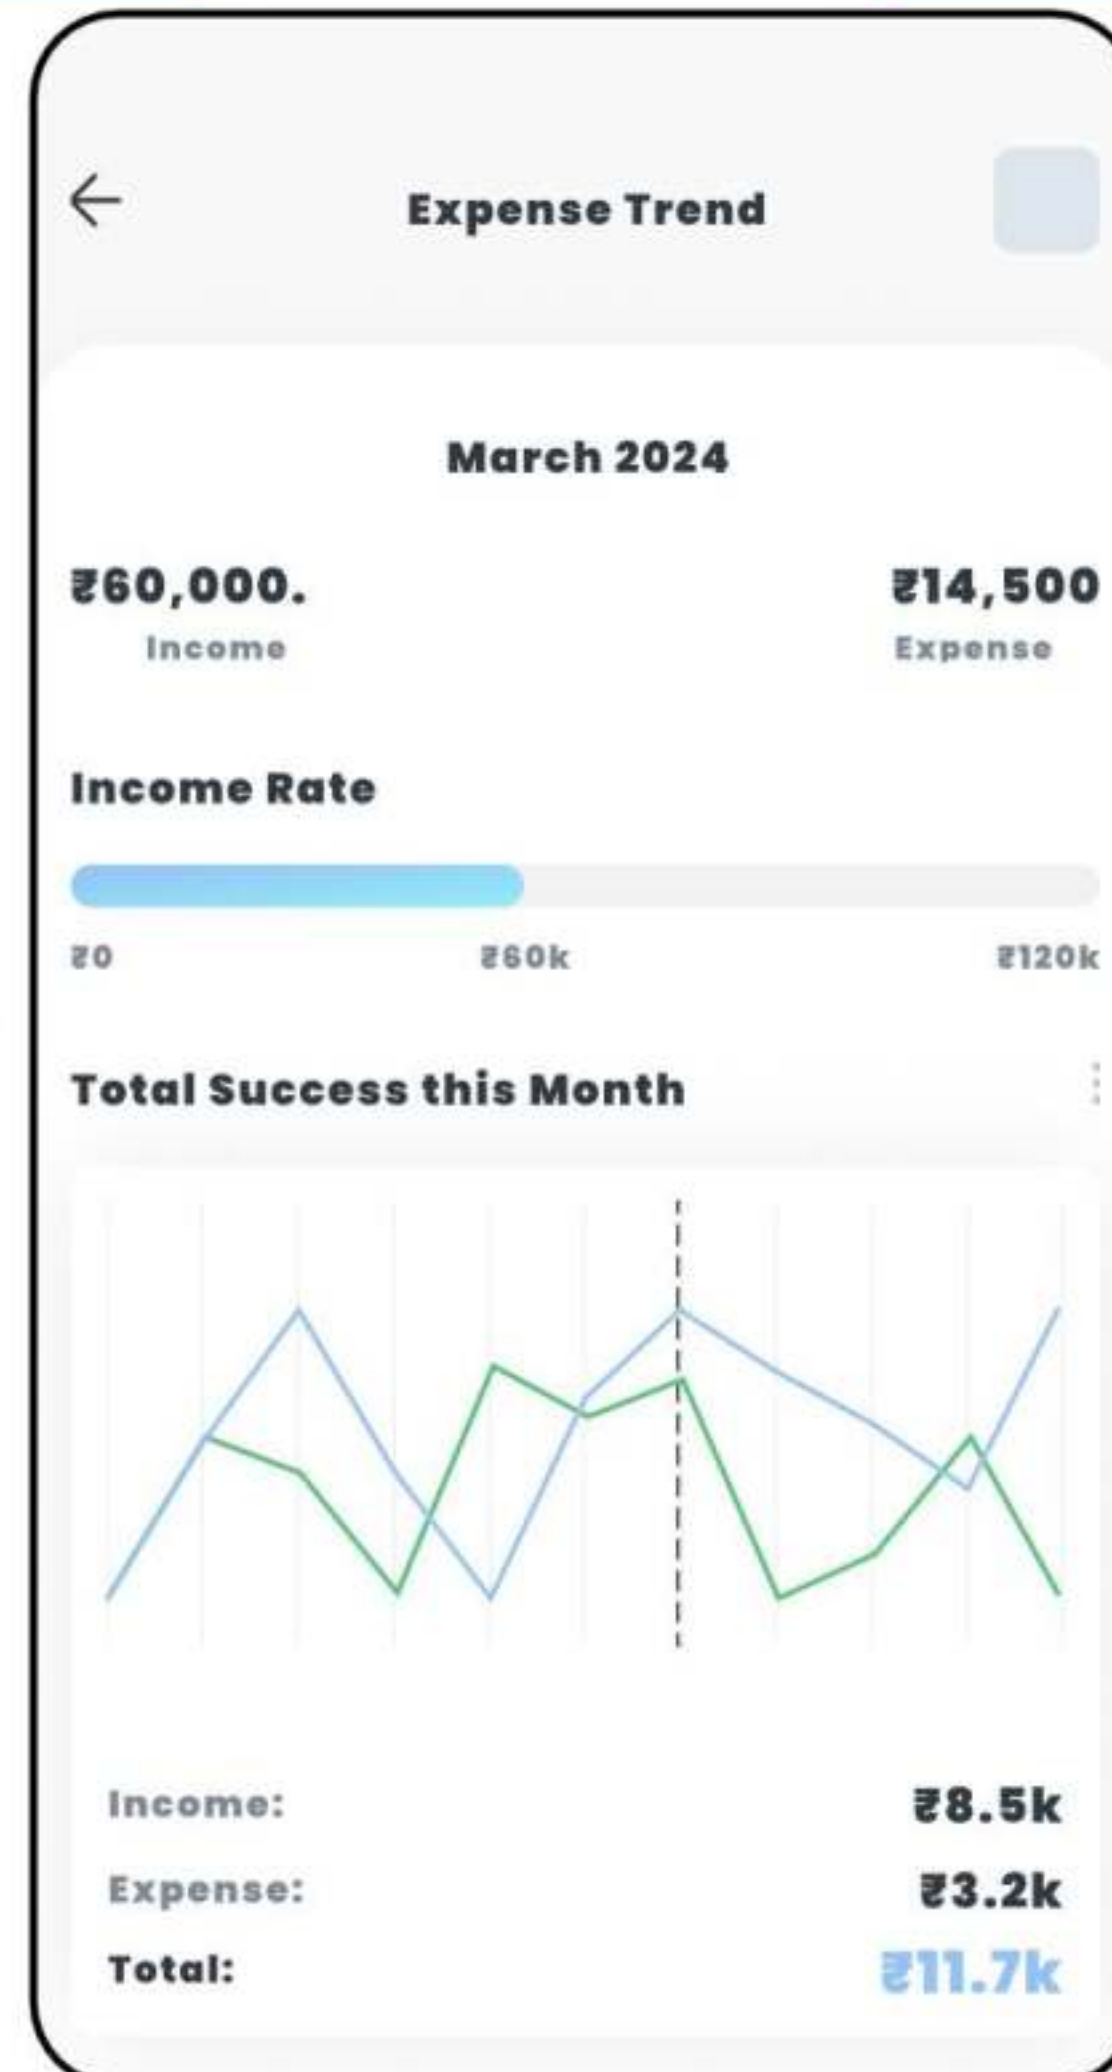 Expense Trend
March 2024
₹60,000. ₹14,500
Income Expense
Income Rate
₹0 ₹60k ₹120k
Total Success this Month
Income: ₹8.5k
Expense: ₹3.2k
Total: ₹11.7k